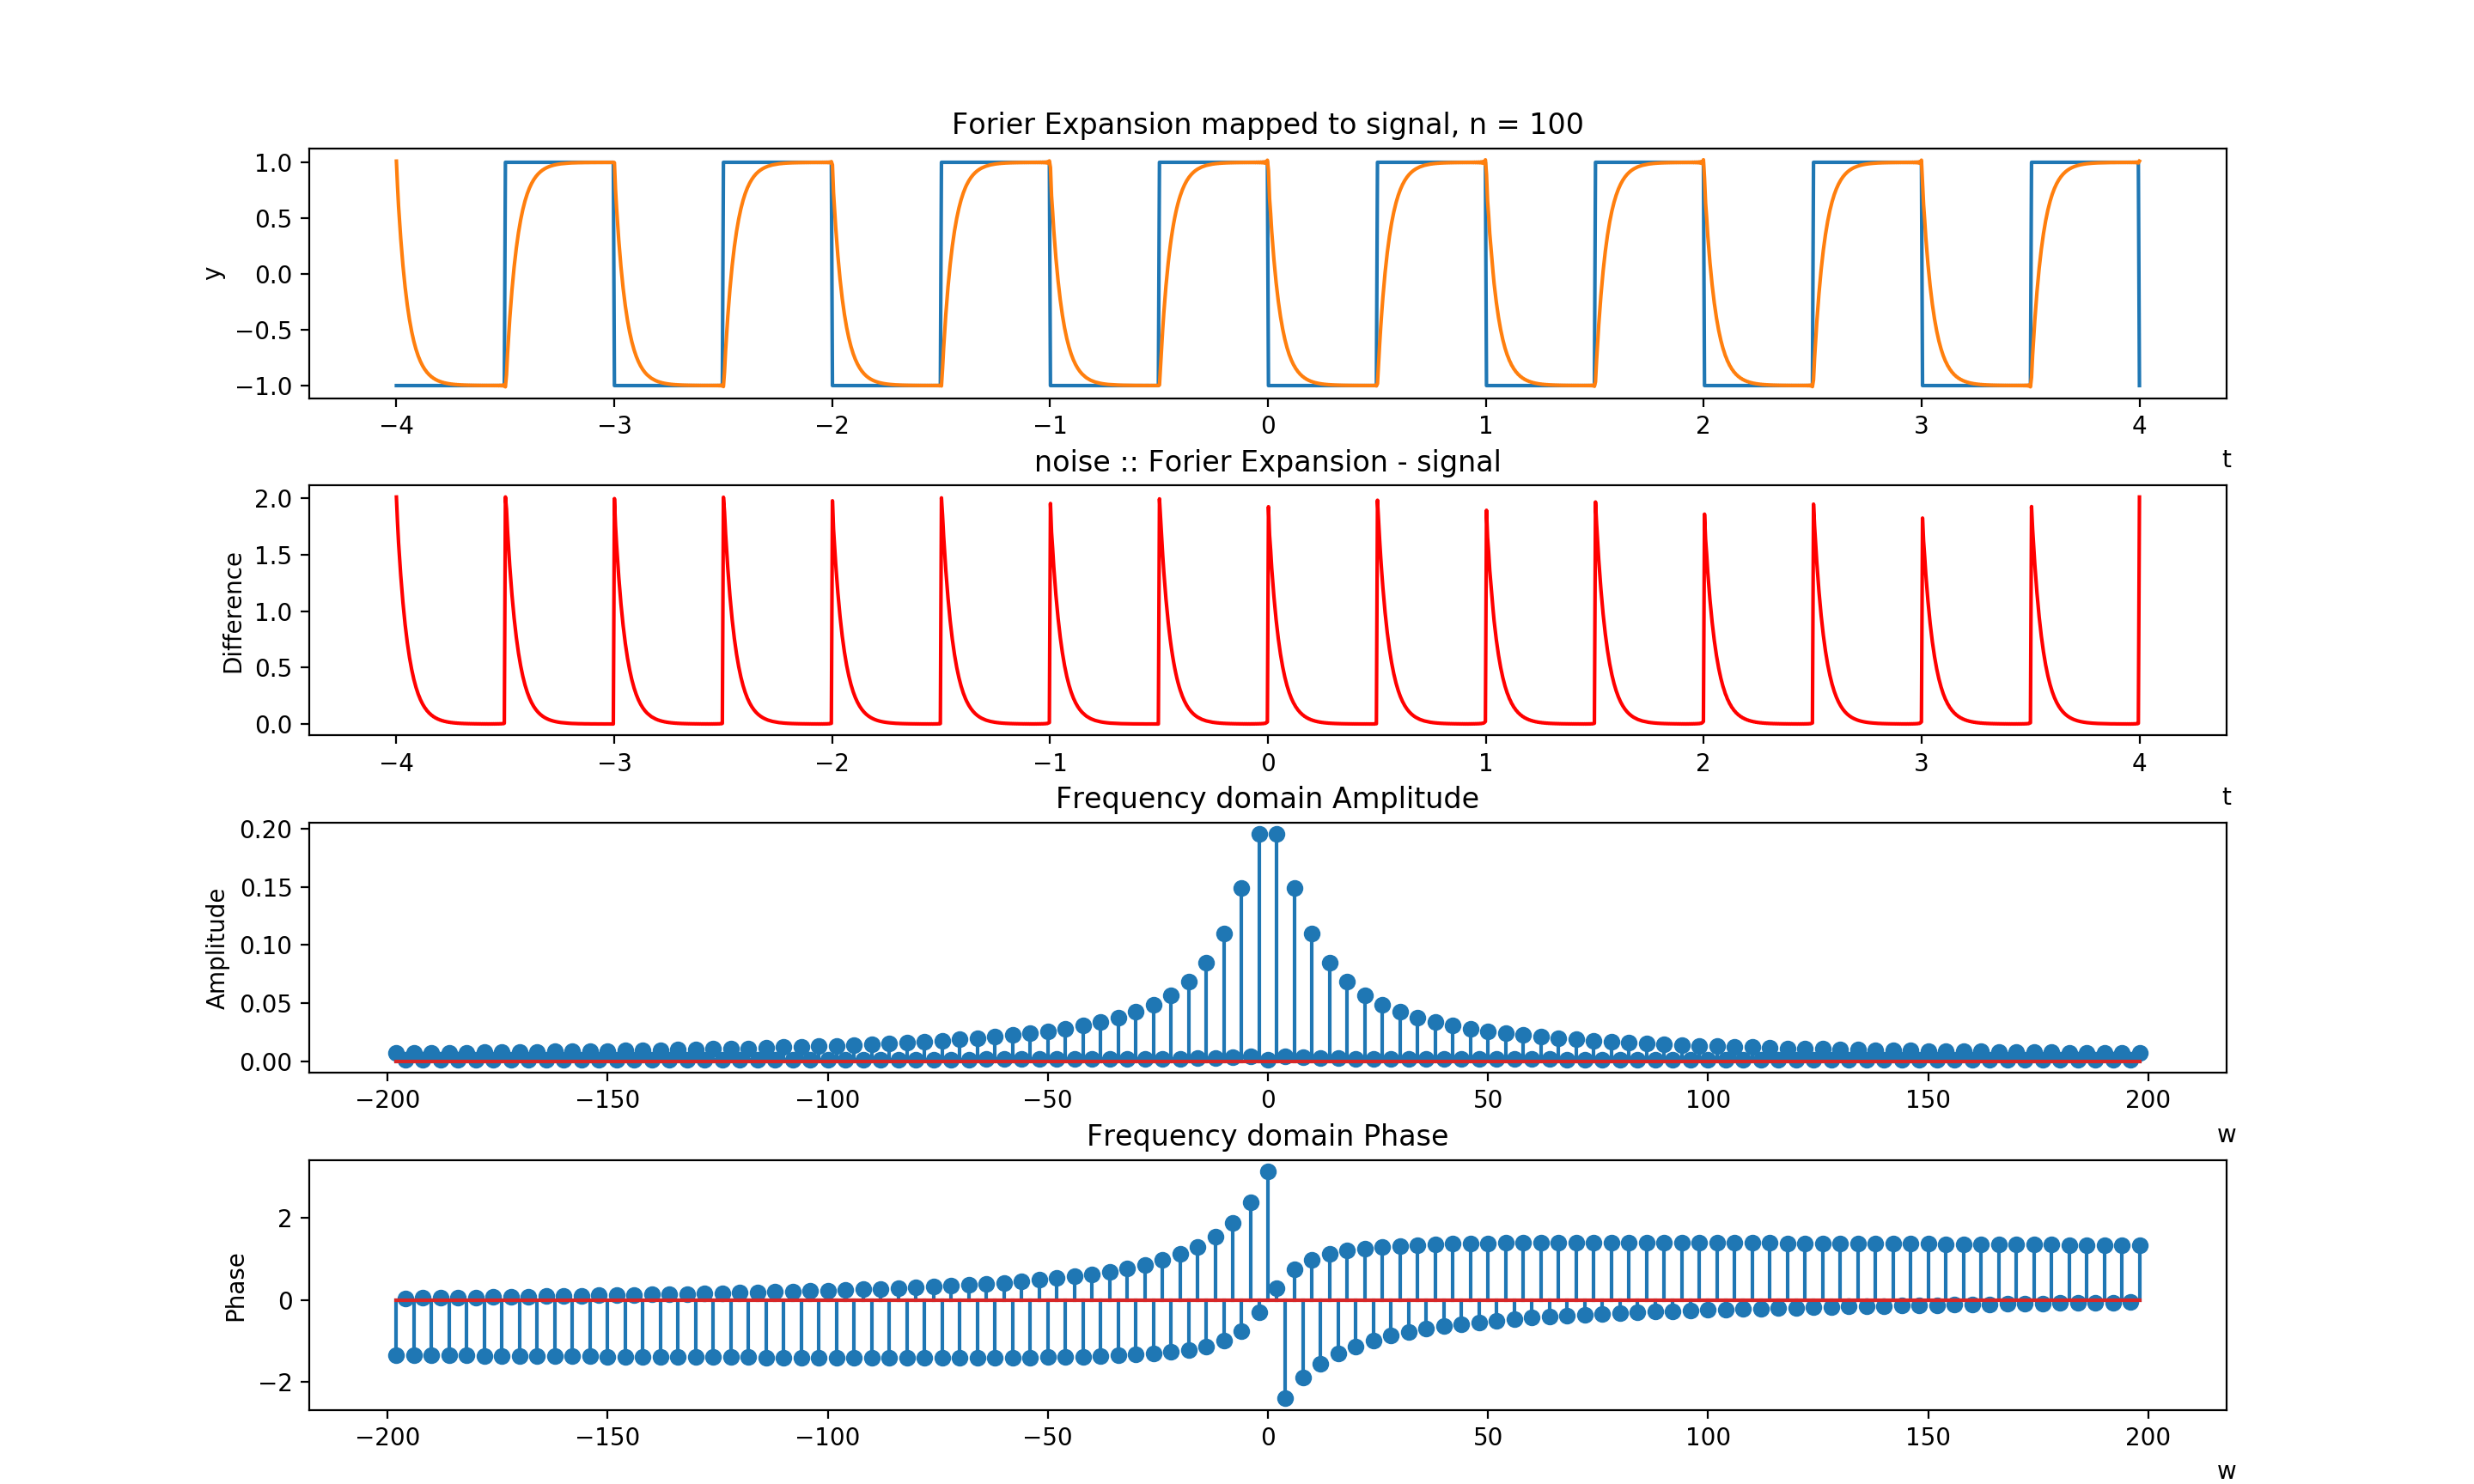 Forier Expansion mapped to signal, n = 100
1.0
0.5
0.0
−0.5
−1.0
y
−4 −3 −2 −1 0 1 2 3 4
t
noise :: Forier Expansion - signal
2.0
1.5
1.0
0.5
0.0
Difference
−4 −3 −2 −1 0 1 2 3 4
t
Frequency domain Amplitude
0.20
0.15
0.10
0.05
0.00
Amplitude
−200 −150 −100 −50 0 50 100 150 200
w
Frequency domain Phase
2
0
−2
Phase
−200 −150 −100 −50 0 50 100 150 200
w